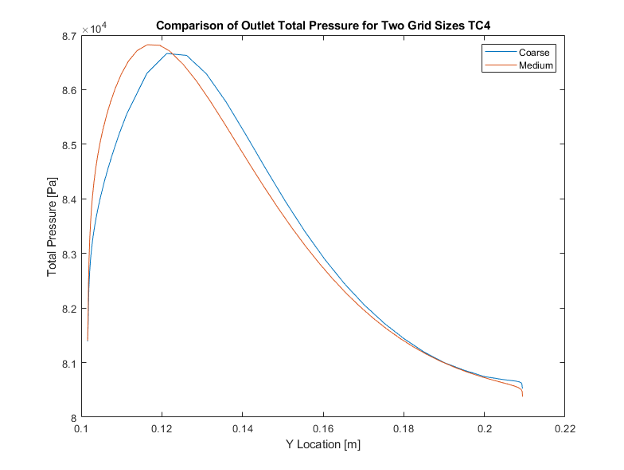 Comparison of Outlet Total Pressure for Two Grid Sizes TC4
×10⁴
8.7
8.6
8.5
8.4
8.3
8.2
8.1
8
Total Pressure [Pa]
Coarse
Medium
0.1 0.12 0.14 0.16 0.18 0.2 0.22
Y Location [m]